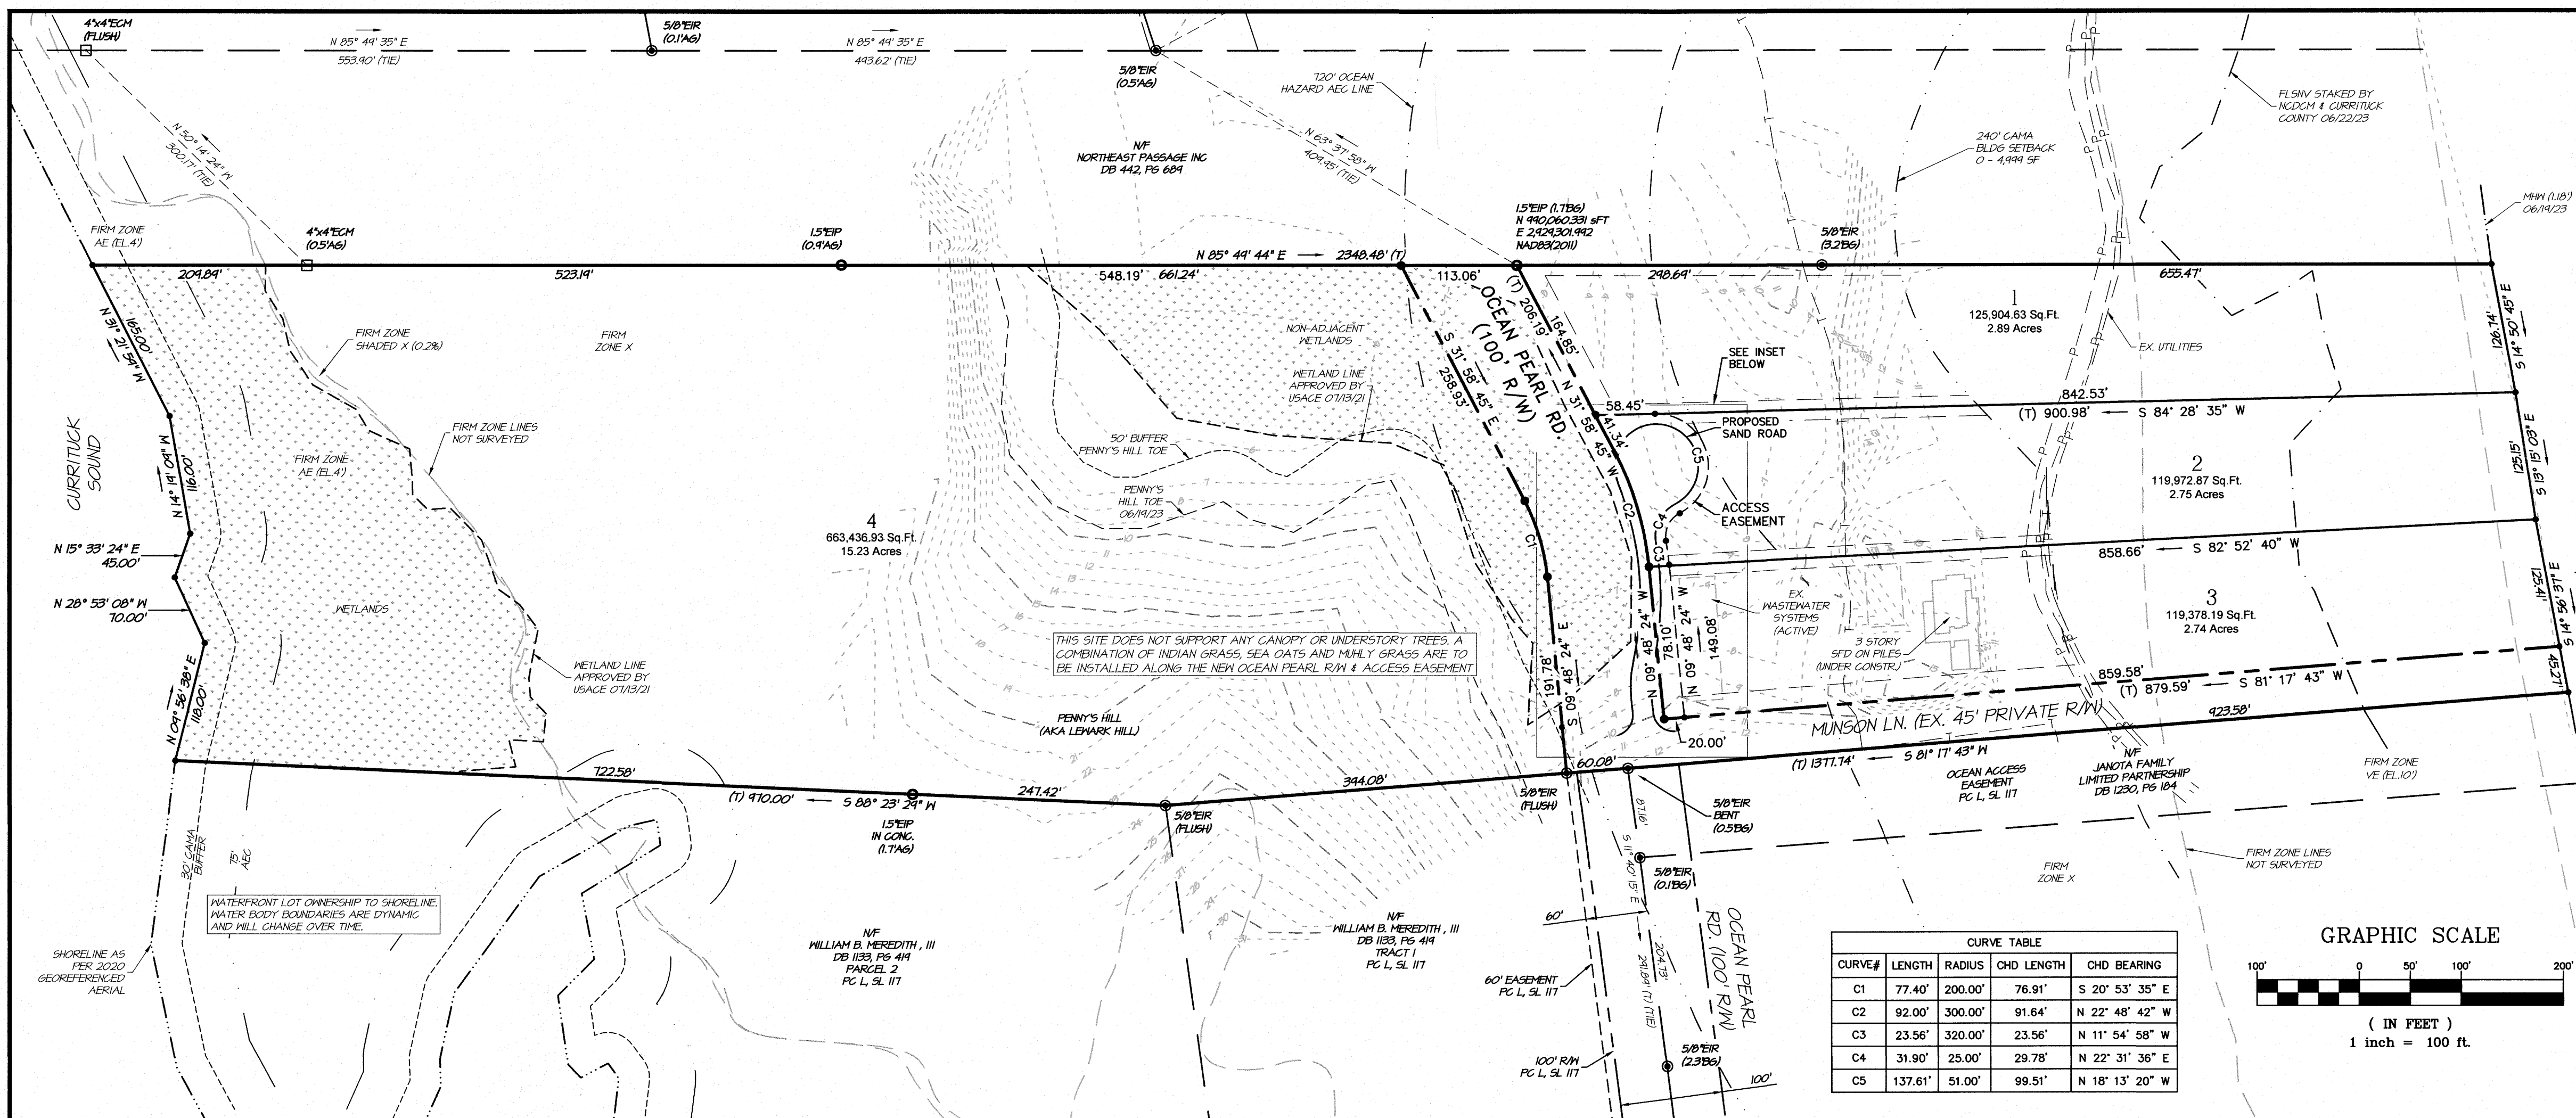 4"x4"ECM
(FLUSH)
N 85° 49' 35" E
553.90' (TIE)
5/8"EIR
(0.1'AG)
N 85° 49' 35" E
493.62' (TIE)
5/8"EIR
(0.5'AG)
720' OCEAN
HAZARD AEC LINE
FLSNV STAKED BY
NCDCM & CURRITUCK
COUNTY 06/22/23
240' CAMA
BLDG SETBACK
0 - 4,999 SF
N 50° 14' 24" W
300.17' (TIE)
N/F
NORTHEAST PASSAGE INC
DB 442, PG 689
N 63° 37' 58" W
409.95' (TIE)
MHW (1.18')
06/19/23
FIRM ZONE
AE (EL.4')
4"x4"ECM
(0.5'AG)
1.5"EIP
(0.9'AG)
1.5"EIP (1.7'BG)
N 990,060.331 sFT
E 2,929,301.992
NAD83(2011)
5/8"EIR
(3.2'BG)
N 85° 49' 44" E
2348.48' (T)
209.89'
523.19'
548.19'
661.24'
113.06'
298.69'
655.47'
N 31° 21' 59" W
165.00'
FIRM ZONE
SHADED X (0.2%)
FIRM
ZONE X
NON-ADJACENT
WETLANDS
WETLAND LINE
APPROVED BY
USACE 07/13/21
OCEAN PEARL RD.
(100' R/W)
(T) 206.19'
164.85'
N 31° 58' 45" W
S 31° 58' 45" E
258.93'
1
125,904.63 Sq.Ft.
2.89 Acres
SEE INSET
BELOW
EX. UTILITIES
126.74'
S 14° 50' 45" E
842.53'
(T) 900.98'
S 84° 28' 35" W
58.45'
41.34'
PROPOSED
SAND ROAD
C5
CURRITUCK
SOUND
N 14° 19' 09" W
116.00'
FIRM ZONE
AE (EL.4')
FIRM ZONE LINES
NOT SURVEYED
50' BUFFER
PENNY'S HILL TOE
PENNY'S
HILL TOE
06/19/23
2
119,972.87 Sq.Ft.
2.75 Acres
125.15'
S 13° 15' 03" E
4
663,436.93 Sq.Ft.
15.23 Acres
C1
C2
C4
C3
ACCESS
EASEMENT
858.66'
S 82° 52' 40" W
N 15° 33' 24" E
45.00'
N 28° 53' 08" W
70.00'
WETLANDS
EX.
WASTEWATER
SYSTEMS
(ACTIVE)
3
119,378.19 Sq.Ft.
2.74 Acres
125.41'
S 14° 56' 37" E
THIS SITE DOES NOT SUPPORT ANY CANOPY OR UNDERSTORY TREES. A
COMBINATION OF INDIAN GRASS, SEA OATS AND MUHLY GRASS ARE TO
BE INSTALLED ALONG THE NEW OCEAN PEARL R/W & ACCESS EASEMENT
3 STORY
SFD ON PILES
(UNDER CONSTR.)
WETLAND LINE
APPROVED BY
USACE 07/13/21
N 09° 56' 38" E
118.00'
191.78'
S 09° 48' 24" E
N 09° 48' 24" W
78.10'
N 09° 48' 24" W
149.08'
859.58'
(T) 879.59'
S 81° 17' 43" W
45.27'
PENNY'S HILL
(AKA LEWARK HILL)
20.00'
MUNSON LN. (EX. 45' PRIVATE R/W)
923.58'
(T) 1377.74'
S 81° 17' 43" W
722.58'
(T) 970.00'
S 88° 23' 29" W
247.42'
344.08'
60.08'
1.5"EIP
IN CONC.
(1.7'AG)
5/8"EIR
(FLUSH)
5/8"EIR
(FLUSH)
5/8"EIR
BENT
(0.5'BG)
OCEAN ACCESS
EASEMENT
PC L, SL 117
N/F
JANOTA FAMILY
LIMITED PARTNERSHIP
DB 1230, PG 184
FIRM ZONE
VE (EL.10')
30' CAMA
BUFFER
75'
AEC
87.16'
S 11° 40' 15" E
5/8"EIR
(0.1'BG)
FIRM
ZONE X
FIRM ZONE LINES
NOT SURVEYED
WATERFRONT LOT OWNERSHIP TO SHORELINE.
WATER BODY BOUNDARIES ARE DYNAMIC
AND WILL CHANGE OVER TIME.
SHORELINE AS
PER 2020
GEOREFERENCED
AERIAL
N/F
WILLIAM B. MEREDITH , III
DB 1133, PG 419
PARCEL 2
PC L, SL 117
N/F
WILLIAM B. MEREDITH , III
DB 1133, PG 419
TRACT 1
PC L, SL 117
60'
60' EASEMENT
PC L, SL 117
204.73'
291.89' (T) (TIE)
OCEAN PEARL
RD. (100' R/W)
100' R/W
PC L, SL 117
5/8"EIR
(2.3'BG)
100'
CURVE TABLE
CURVE# LENGTH RADIUS CHD LENGTH CHD BEARING
C1 77.40' 200.00' 76.91' S 20° 53' 35" E
C2 92.00' 300.00' 91.64' N 22° 48' 42" W
C3 23.56' 320.00' 23.56' N 11° 54' 58" W
C4 31.90' 25.00' 29.78' N 22° 31' 36" E
C5 137.61' 51.00' 99.51' N 18° 13' 20" W
GRAPHIC SCALE
100' 0 50' 100' 200'
( IN FEET )
1 inch = 100 ft.